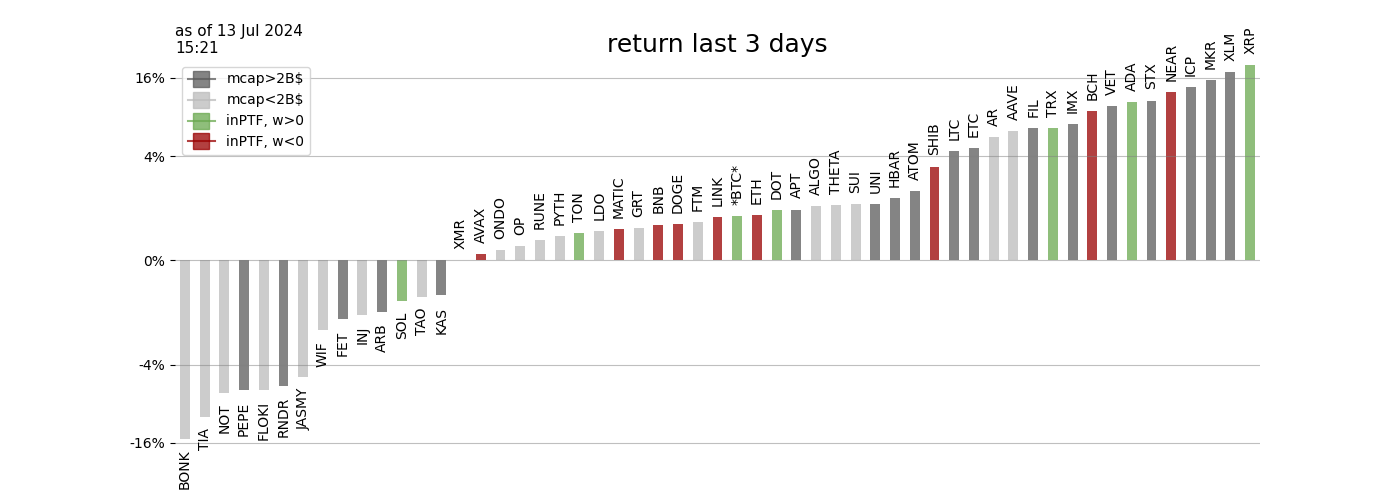 as of 13 Jul 2024
15:21
return last 3 days
mcap>2B$
mcap<2B$
inPTF, w>0
inPTF, w<0
16%
4%
0%
-4%
-16%
BONK
TIA
NOT
PEPE
FLOKI
RNDR
JASMY
WIF
FET
INJ
ARB
SOL
TAO
KAS
XMR
AVAX
ONDO
OP
RUNE
PYTH
TON
LDO
MATIC
GRT
BNB
DOGE
FTM
LINK
*BTC*
ETH
DOT
APT
ALGO
THETA
SUI
UNI
HBAR
ATOM
SHIB
LTC
ETC
AR
AAVE
FIL
TRX
IMX
BCH
VET
ADA
STX
NEAR
ICP
MKR
XLM
XRP